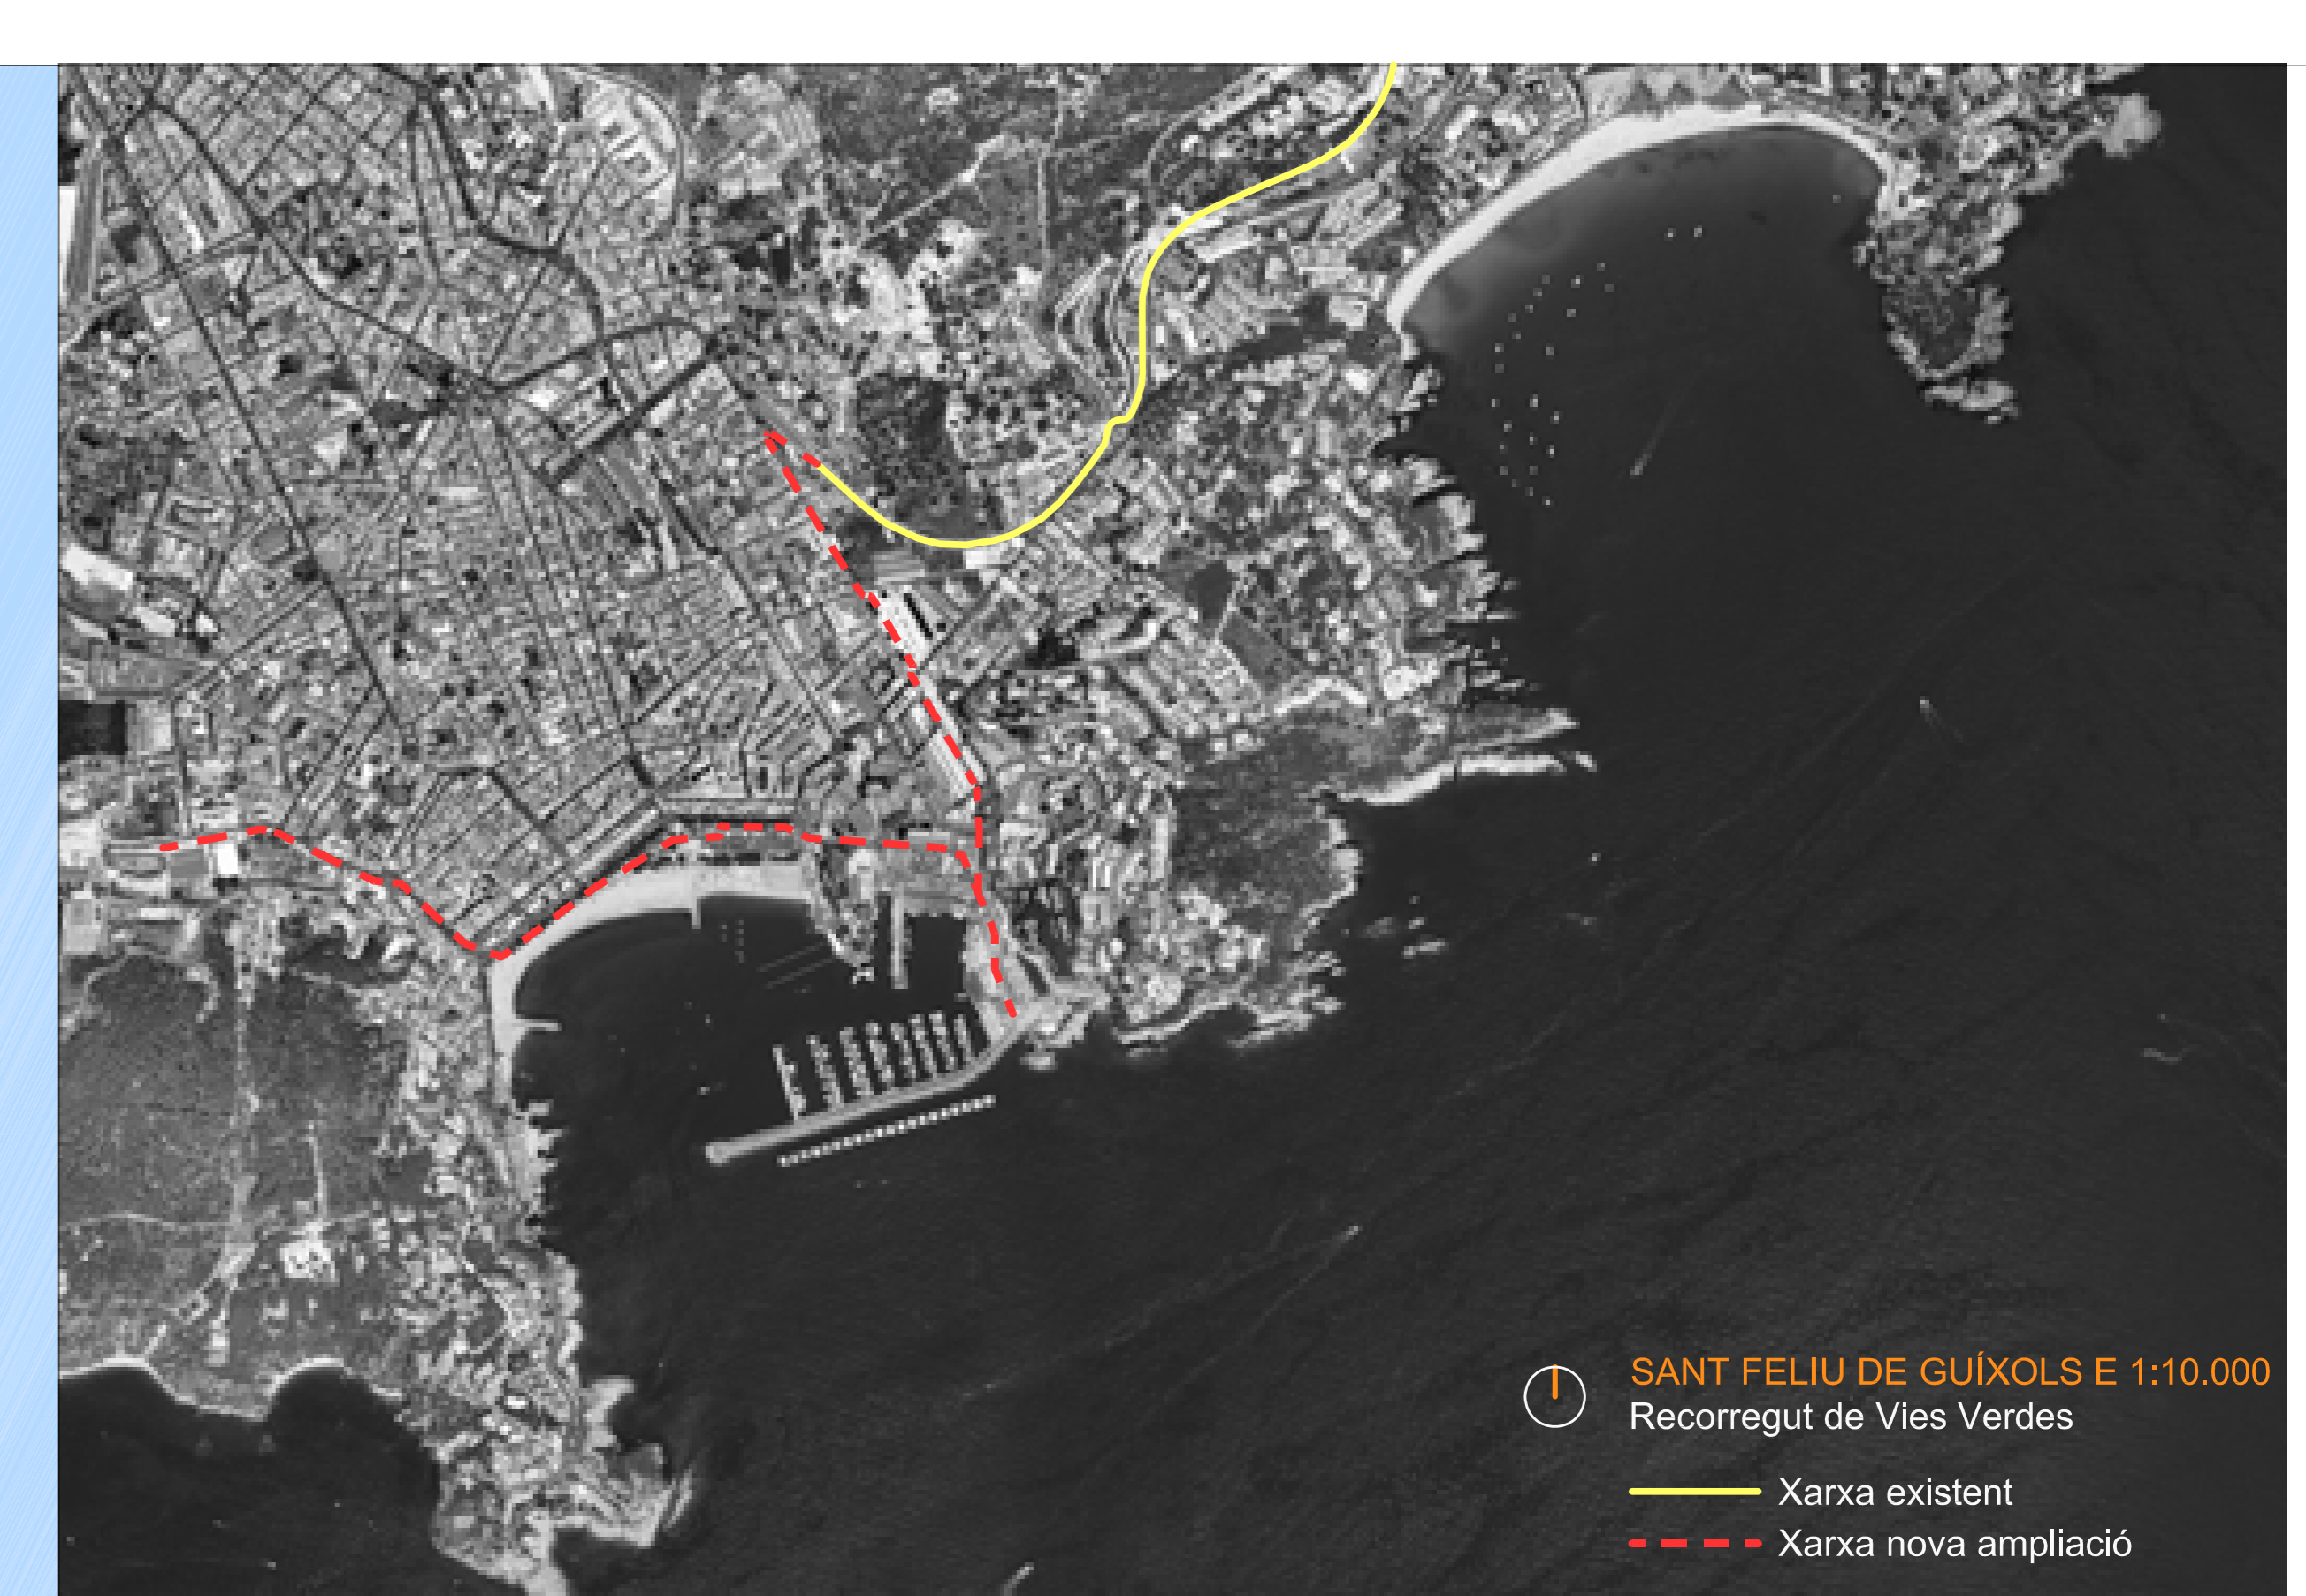 SANT FELIU DE GUÍXOLS E 1:10.000
Recorregut de Vies Verdes
Xarxa existent
Xarxa nova ampliació